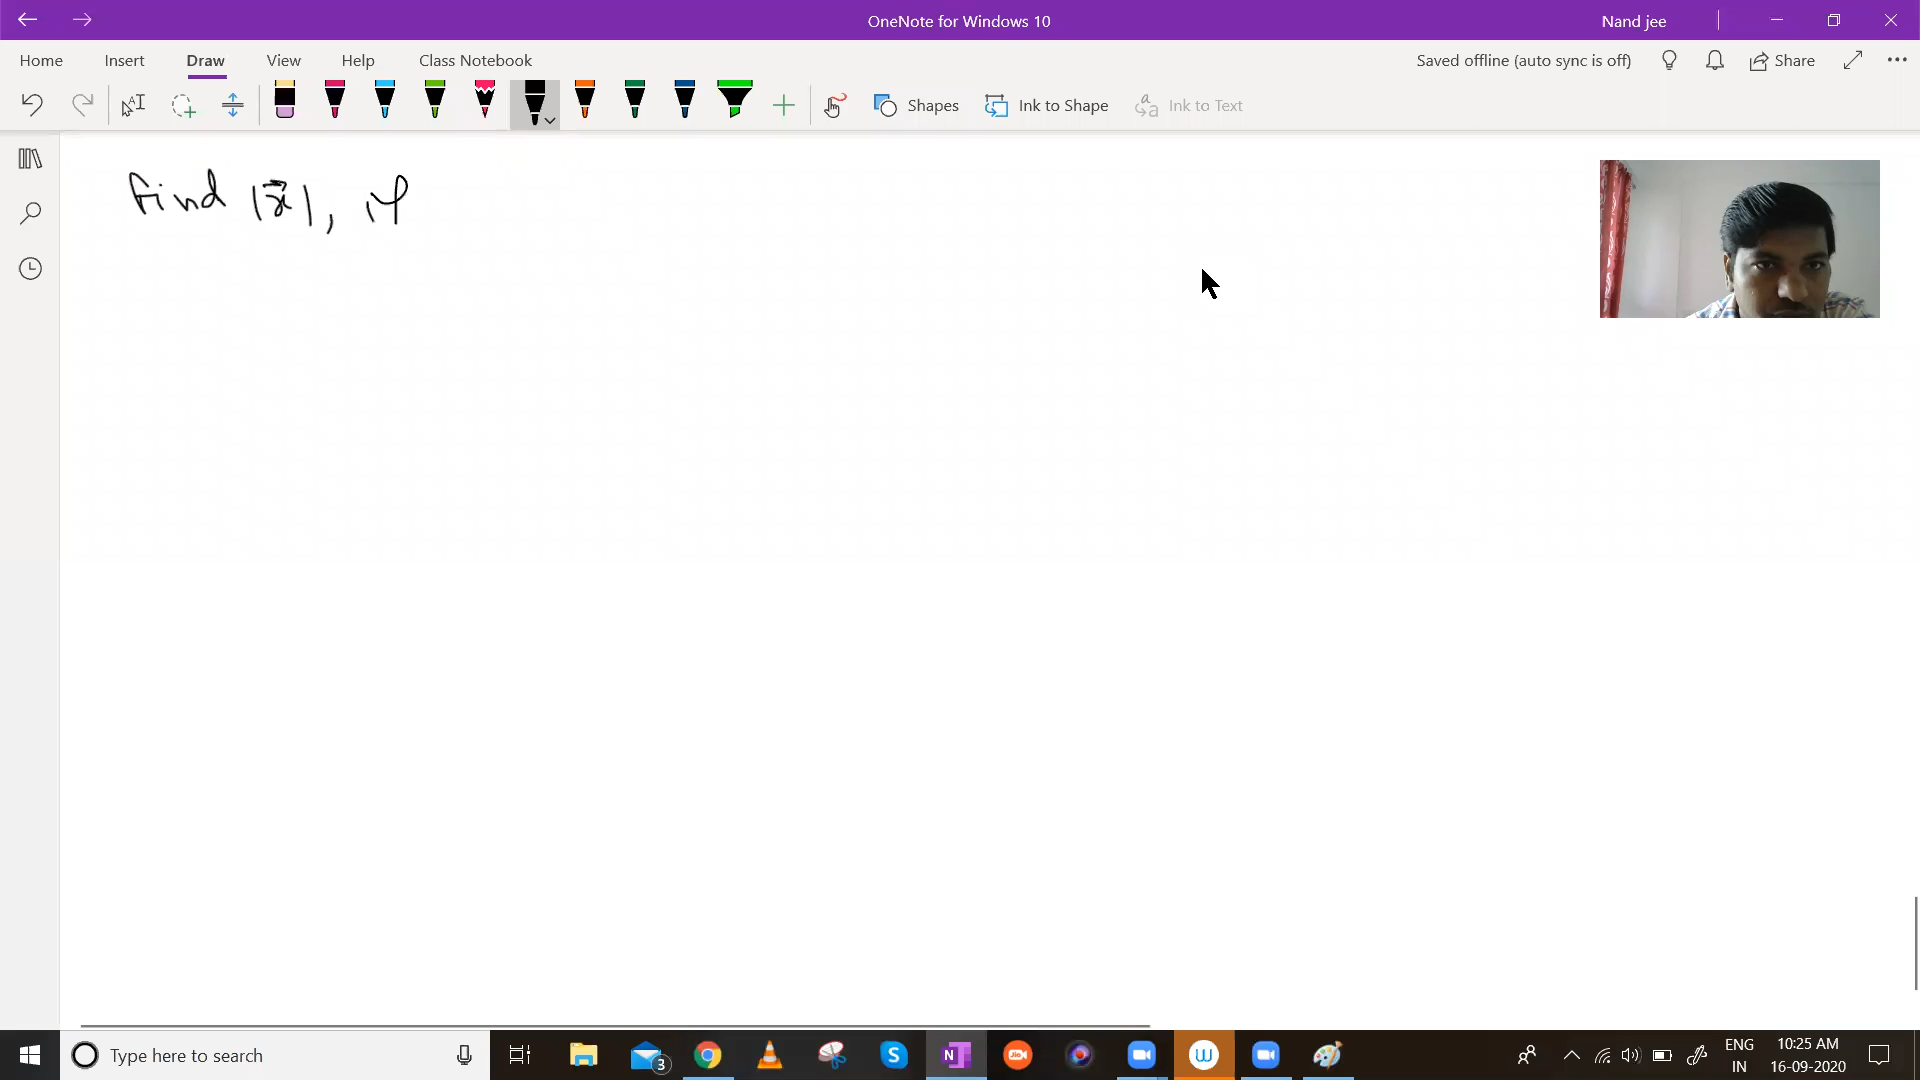 OneNote for Windows 10
Nand jee
Home Insert Draw View Help Class Notebook
Saved offline (auto sync is off) Share
Shapes Ink to Shape Ink to Text
find |x⃗|, if
Type here to search
3
N
Jio
W
ENG
IN
10:25 AM
16-09-2020